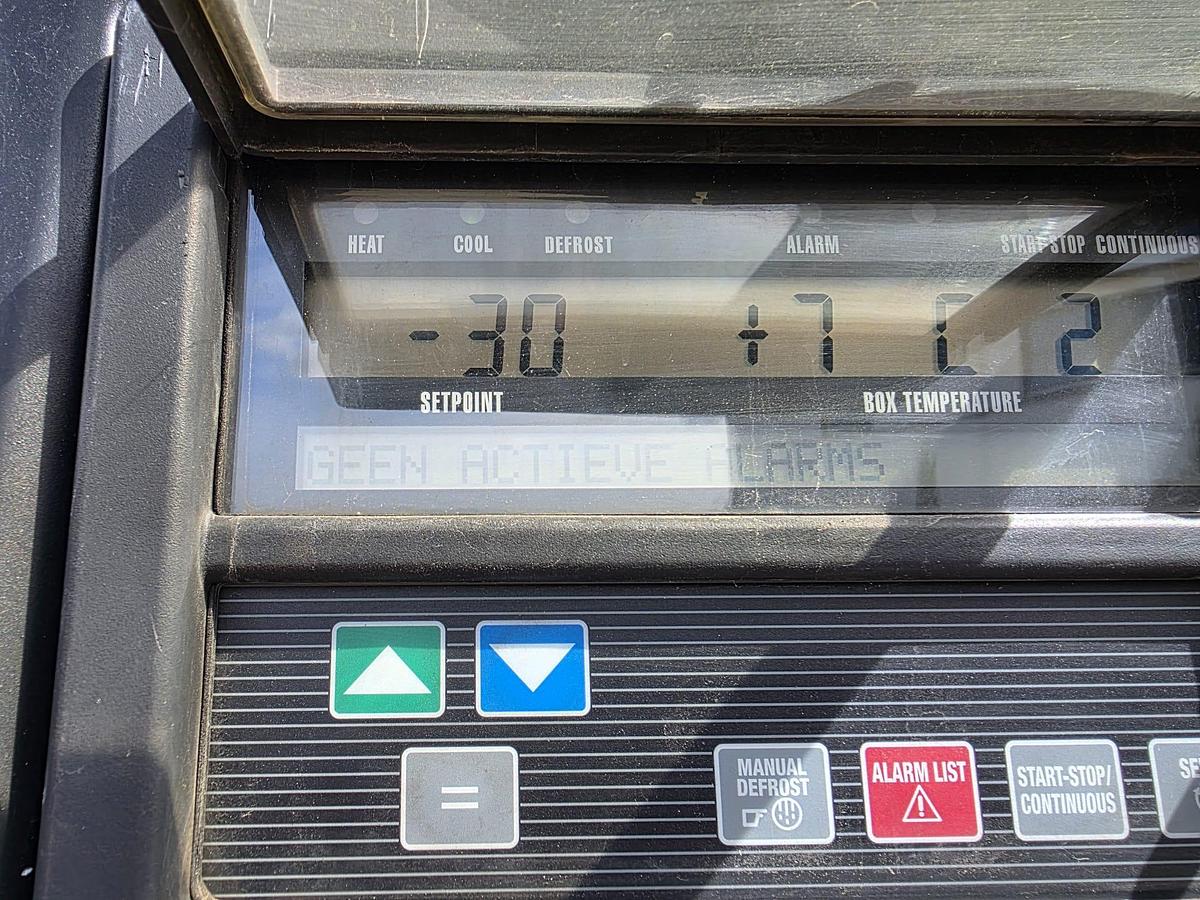 HEAT COOL DEFROST ALARM START-STOP CONTINUOUS
-30 +7 C 2
SETPOINT BOX TEMPERATURE
GEEN ACTIEVE ALARMS
=
MANUAL DEFROST
ALARM LIST
START-STOP/
CONTINUOUS